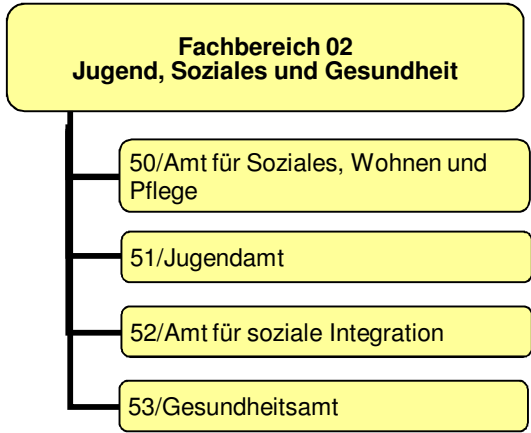 Fachbereich 02
Jugend, Soziales und Gesundheit
50/Amt für Soziales, Wohnen und
Pflege
51/Jugendamt
52/Amt für soziale Integration
53/Gesundheitsamt